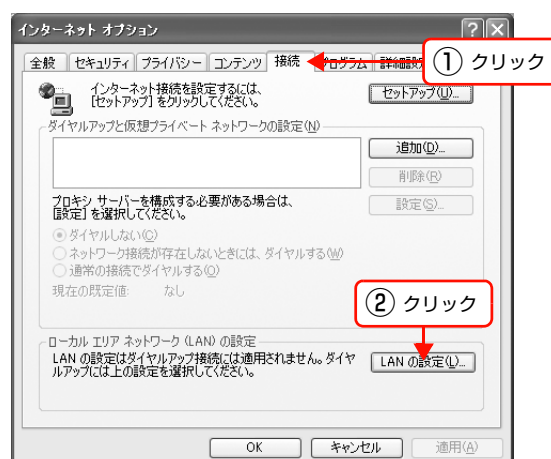 インターネット オプション
全般 セキュリティ プライバシー コンテンツ 接続 プログラム
① クリック
インターネット接続を設定するには、
[セットアップ] をクリックしてください。
セットアップ(U)...
ダイヤルアップと仮想プライベート ネットワークの設定(N)
追加(D)...
削除(R)
プロキシ サーバーを構成する必要がある場合は、
[設定] を選択してください。
設定(S)...
ダイヤルしない(C)
ネットワーク接続が存在しないときには、ダイヤルする(W)
通常の接続でダイヤルする(O)
現在の既定値: なし
② クリック
ローカル エリア ネットワーク (LAN) の設定
LAN の設定はダイヤルアップ接続には適用されません。ダイヤ
ルアップには上の設定を選択してください。
LAN の設定(L)...
OK キャンセル 適用(A)